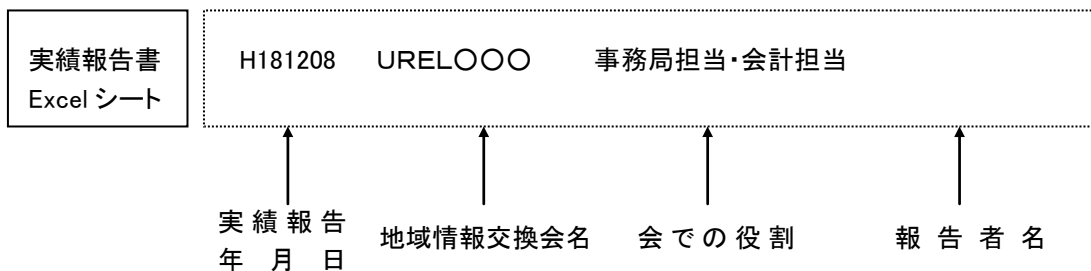 実績報告書
Excel シート
H181208 UREL○○○ 事務局担当・会計担当
実績報告
年月日
地域情報交換会名
会での役割
報告者名